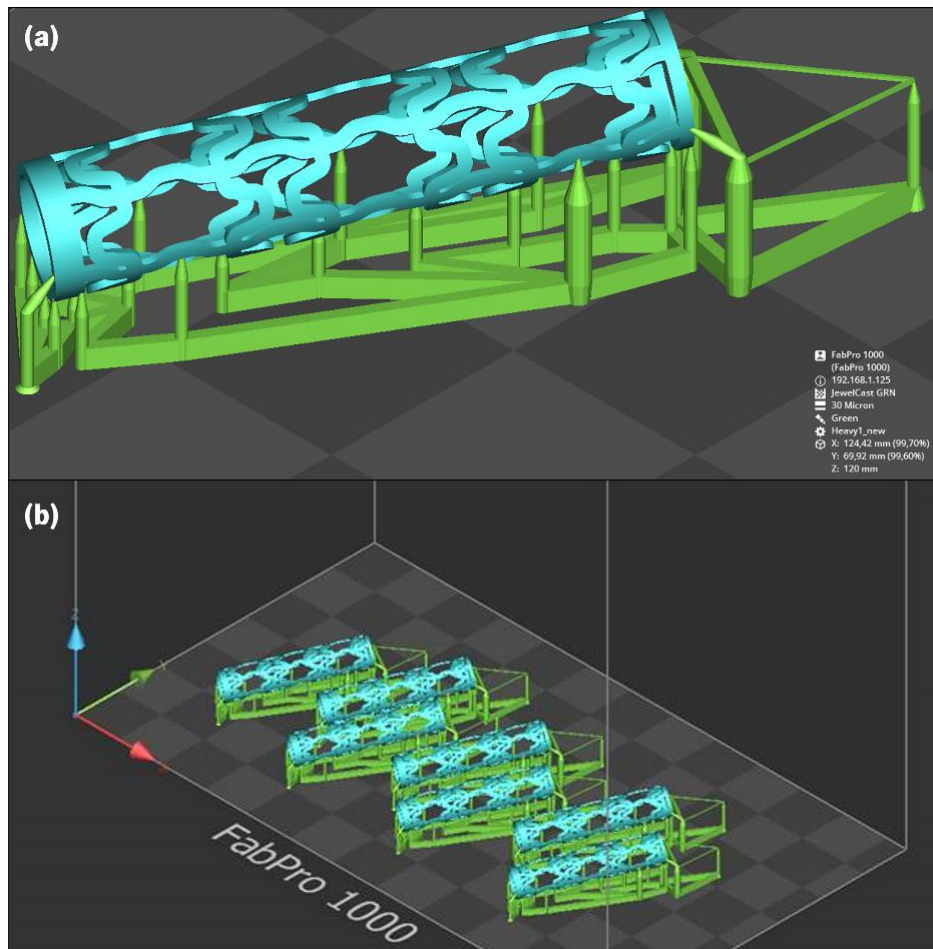 (a)
FabPro 1000
(FabPro 1000)
192.168.1.125
JewelCast GRN
30 Micron
Green
Heavy1_new
X: 124,42 mm (99,70%)
Y: 69,92 mm (99,60%)
Z: 120 mm
(b)
Z
FabPro 1000